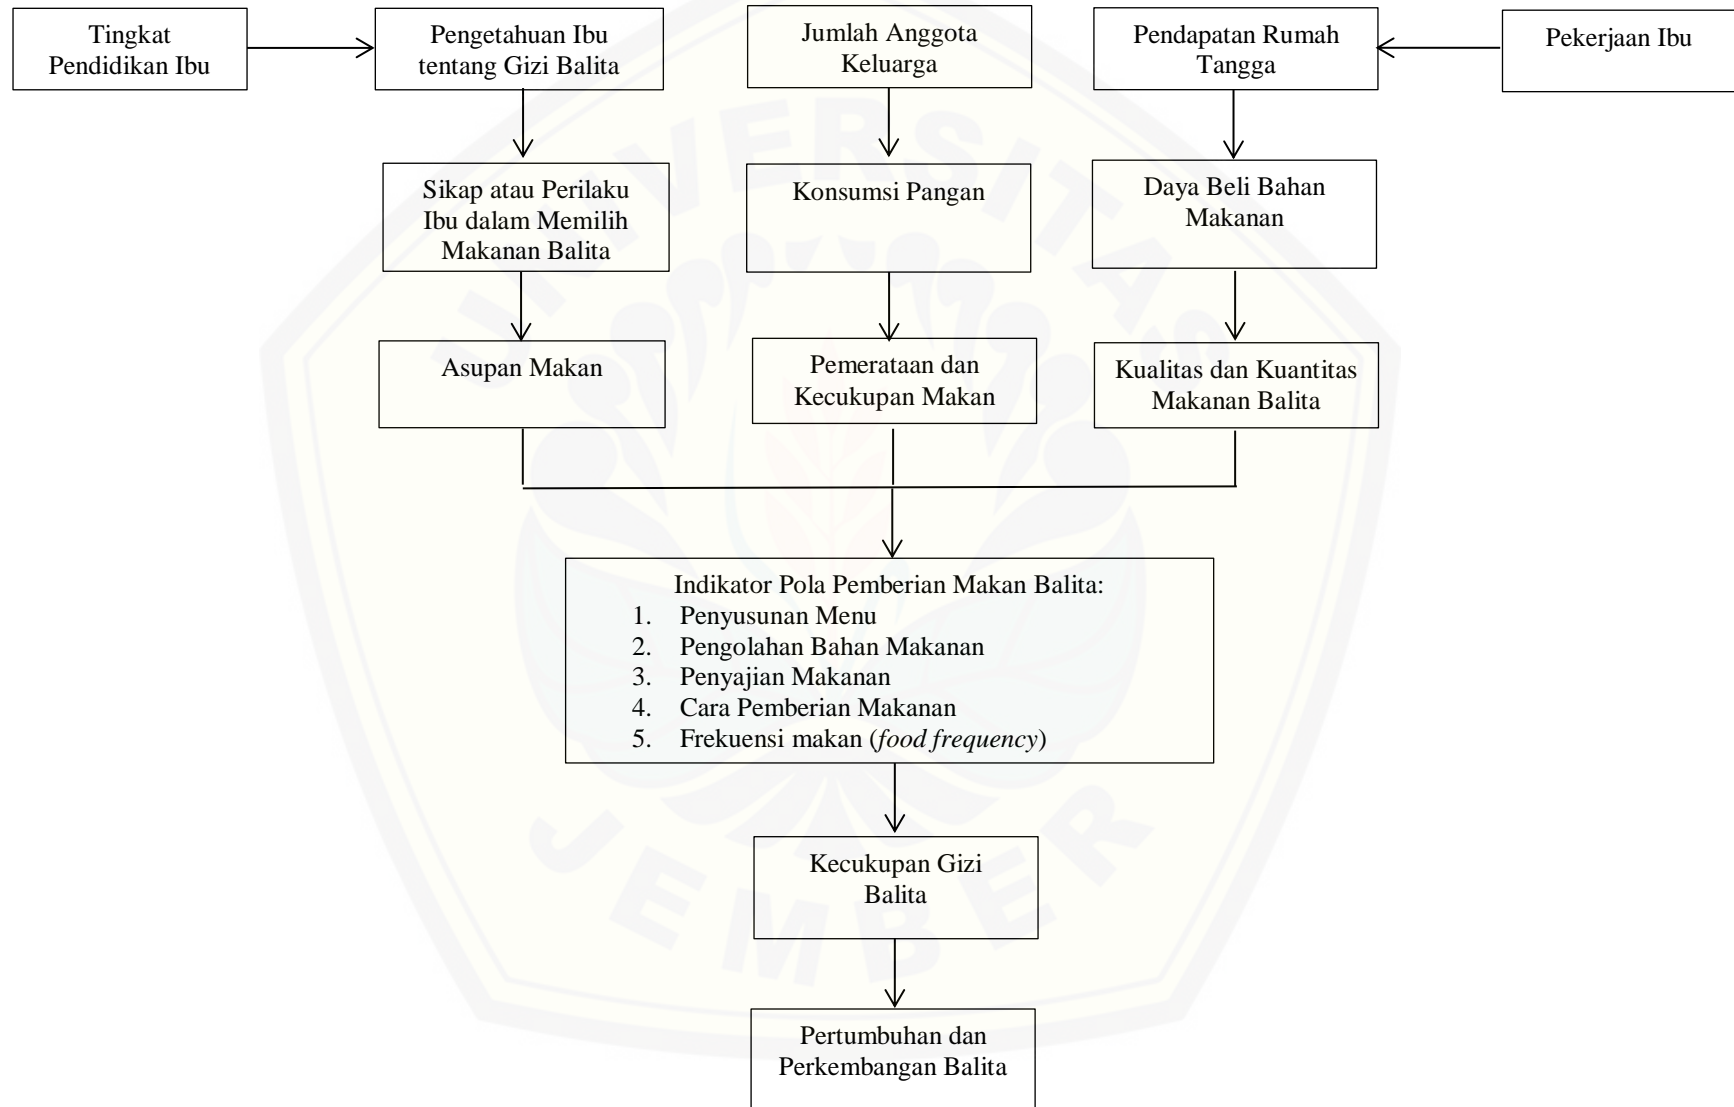 Tingkat
Pendidikan Ibu
Pengetahuan Ibu
tentang Gizi Balita
Jumlah Anggota
Keluarga
Pendapatan Rumah
Tangga
Pekerjaan Ibu
Sikap atau Perilaku
Ibu dalam Memilih
Makanan Balita
Konsumsi Pangan
Daya Beli Bahan
Makanan
Asupan Makan
Pemerataan dan
Kecukupan Makan
Kualitas dan Kuantitas
Makanan Balita
Indikator Pola Pemberian Makan Balita:
1. Penyusunan Menu
2. Pengolahan Bahan Makanan
3. Penyajian Makanan
4. Cara Pemberian Makanan
5. Frekuensi makan (food frequency)
Kecukupan Gizi
Balita
Pertumbuhan dan
Perkembangan Balita
UNIVERSITAS
JEMBER